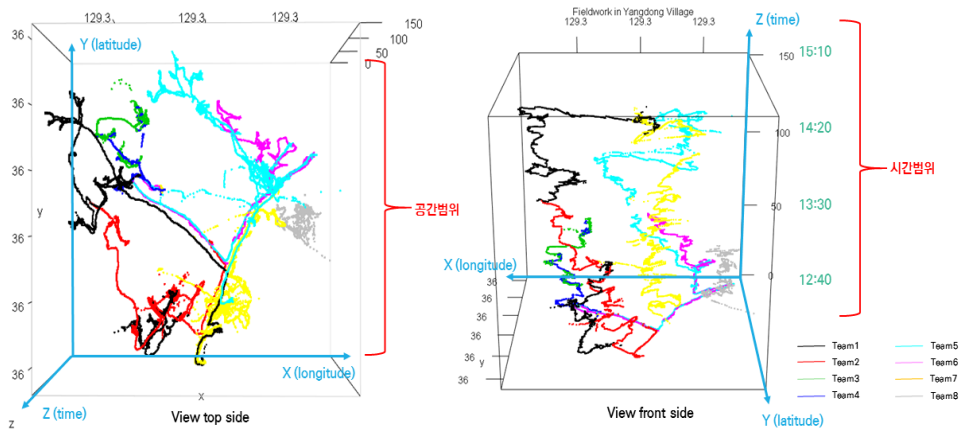 129.3
129.3
129.3
150
100
50
0
36
36
36
36
36
36
y
x
z
Y (latitude)
X (longitude)
Z (time)
View top side
공간범위
Fieldwork in Yangdong Village
129.3
129.3
129.3
Z (time)
150
100
50
0
15:10
14:20
13:30
12:40
시간범위
X (longitude)
36
36
36
36
36
y
Y (latitude)
View front side
Team1
Team2
Team3
Team4
Team5
Team6
Team7
Team8